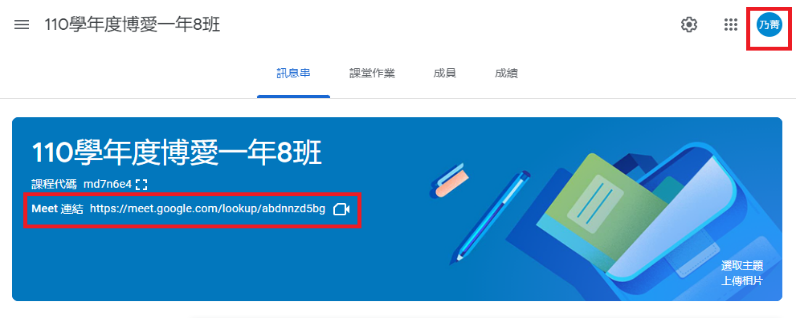 110學年度博愛一年8班
乃菁
訊息串 課堂作業 成員 成績
110學年度博愛一年8班
課程代碼 md7n6e4
Meet 連結 https://meet.google.com/lookup/abdnnzd5bg
選取主題
上傳相片